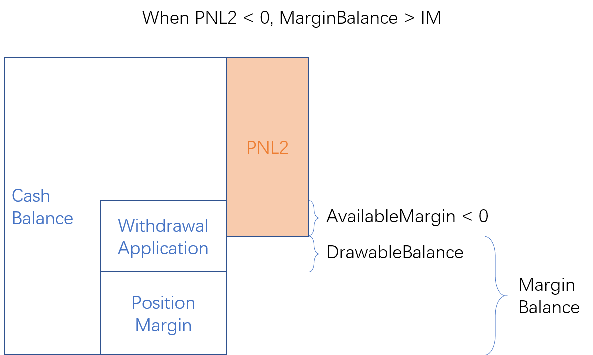 When PNL2 < 0, MarginBalance > IM
PNL2
Cash
Balance
Withdrawal
Application
AvailableMargin < 0
DrawableBalance
Position
Margin
Margin
Balance